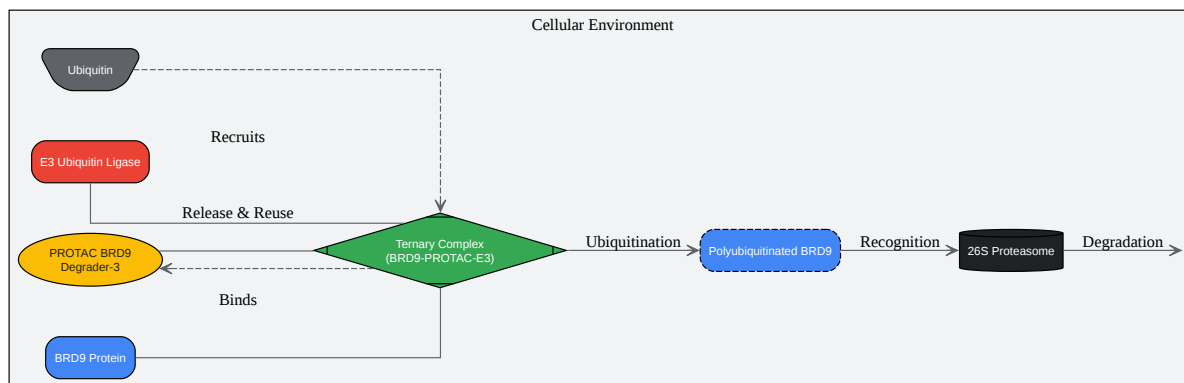 Cellular Environment
Ubiquitin
Recruits
E3 Ubiquitin Ligase
Release & Reuse
PROTAC BRD9
Degrader-3
Ternary Complex
(BRD9-PROTAC-E3)
Ubiquitination
Polyubiquitinated BRD9
Recognition
26S Proteasome
Degradation
Binds
BRD9 Protein